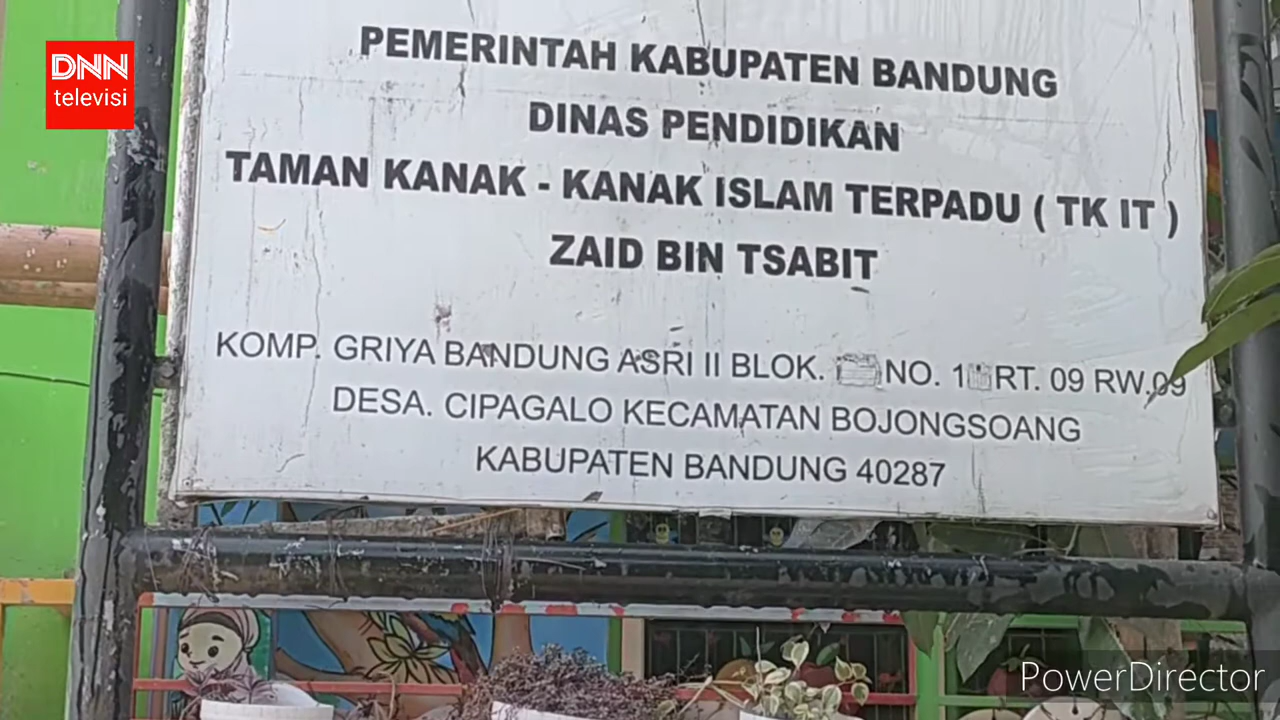 DNN
televisi
PEMERINTAH KABUPATEN BANDUNG
DINAS PENDIDIKAN
TAMAN KANAK - KANAK ISLAM TERPADU ( TK IT )
ZAID BIN TSABIT
KOMP. GRIYA BANDUNG ASRI II BLOK. NO. 1 RT. 09 RW.09
DESA. CIPAGALO KECAMATAN BOJONGSOANG
KABUPATEN BANDUNG 40287
PowerDirector